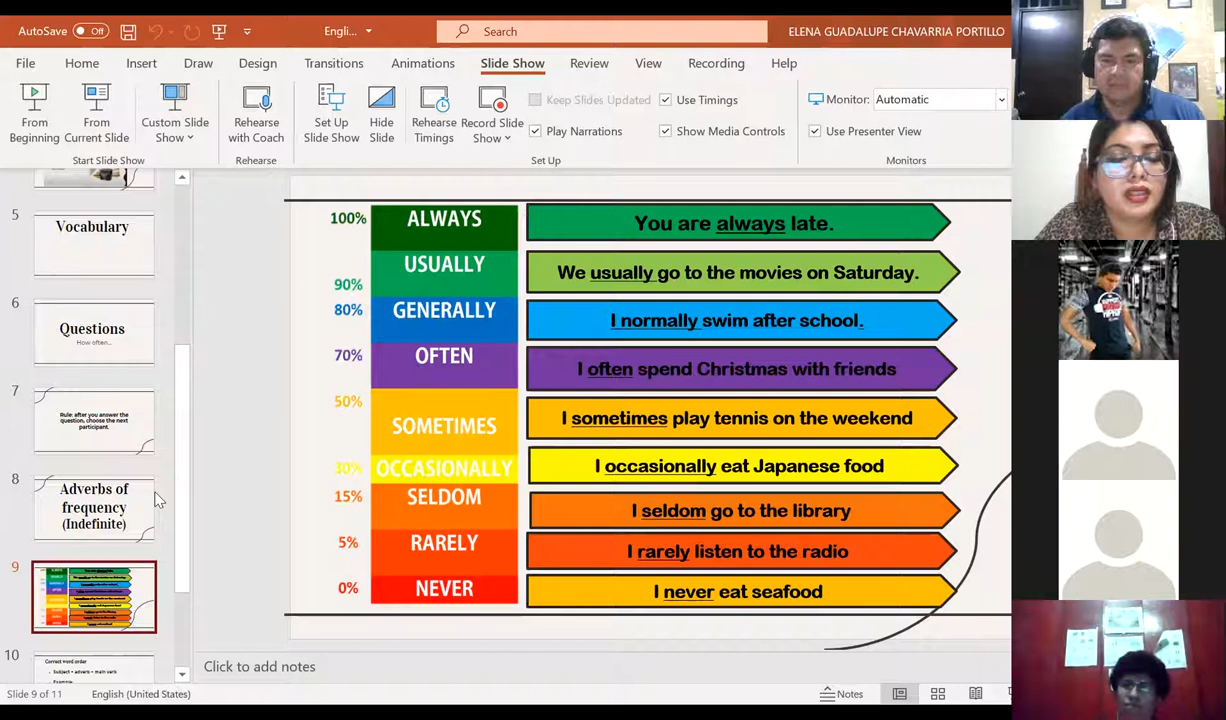 AutoSave Off Engli... Search ELENA GUADALUPE CHAVARRIA PORTILLO
File Home Insert Draw Design Transitions Animations Slide Show Review View Recording Help
From Beginning
From Current Slide
Custom Slide Show
Rehearse with Coach
Set Up Slide Show
Hide Slide
Rehearse Timings
Record Slide Show
Keep Slides Updated
Use Timings
Play Narrations
Show Media Controls
Monitor: Automatic
Use Presenter View
Start Slide Show Rehearse Set Up Monitors
5
Vocabulary
6
Questions
How often...
7
Rule: after you answer the
question, choose the next
participant.
8
Adverbs of
frequency
(Indefinite)
9
10
Correct word order
Subject + adverb + main verb
Example
100% ALWAYS You are always late.
90% USUALLY We usually go to the movies on Saturday.
80% GENERALLY I normally swim after school.
70% OFTEN I often spend Christmas with friends
50% SOMETIMES I sometimes play tennis on the weekend
30% OCCASIONALLY I occasionally eat Japanese food
15% SELDOM I seldom go to the library
5% RARELY I rarely listen to the radio
0% NEVER I never eat seafood
Click to add notes
Slide 9 of 11 English (United States) Notes